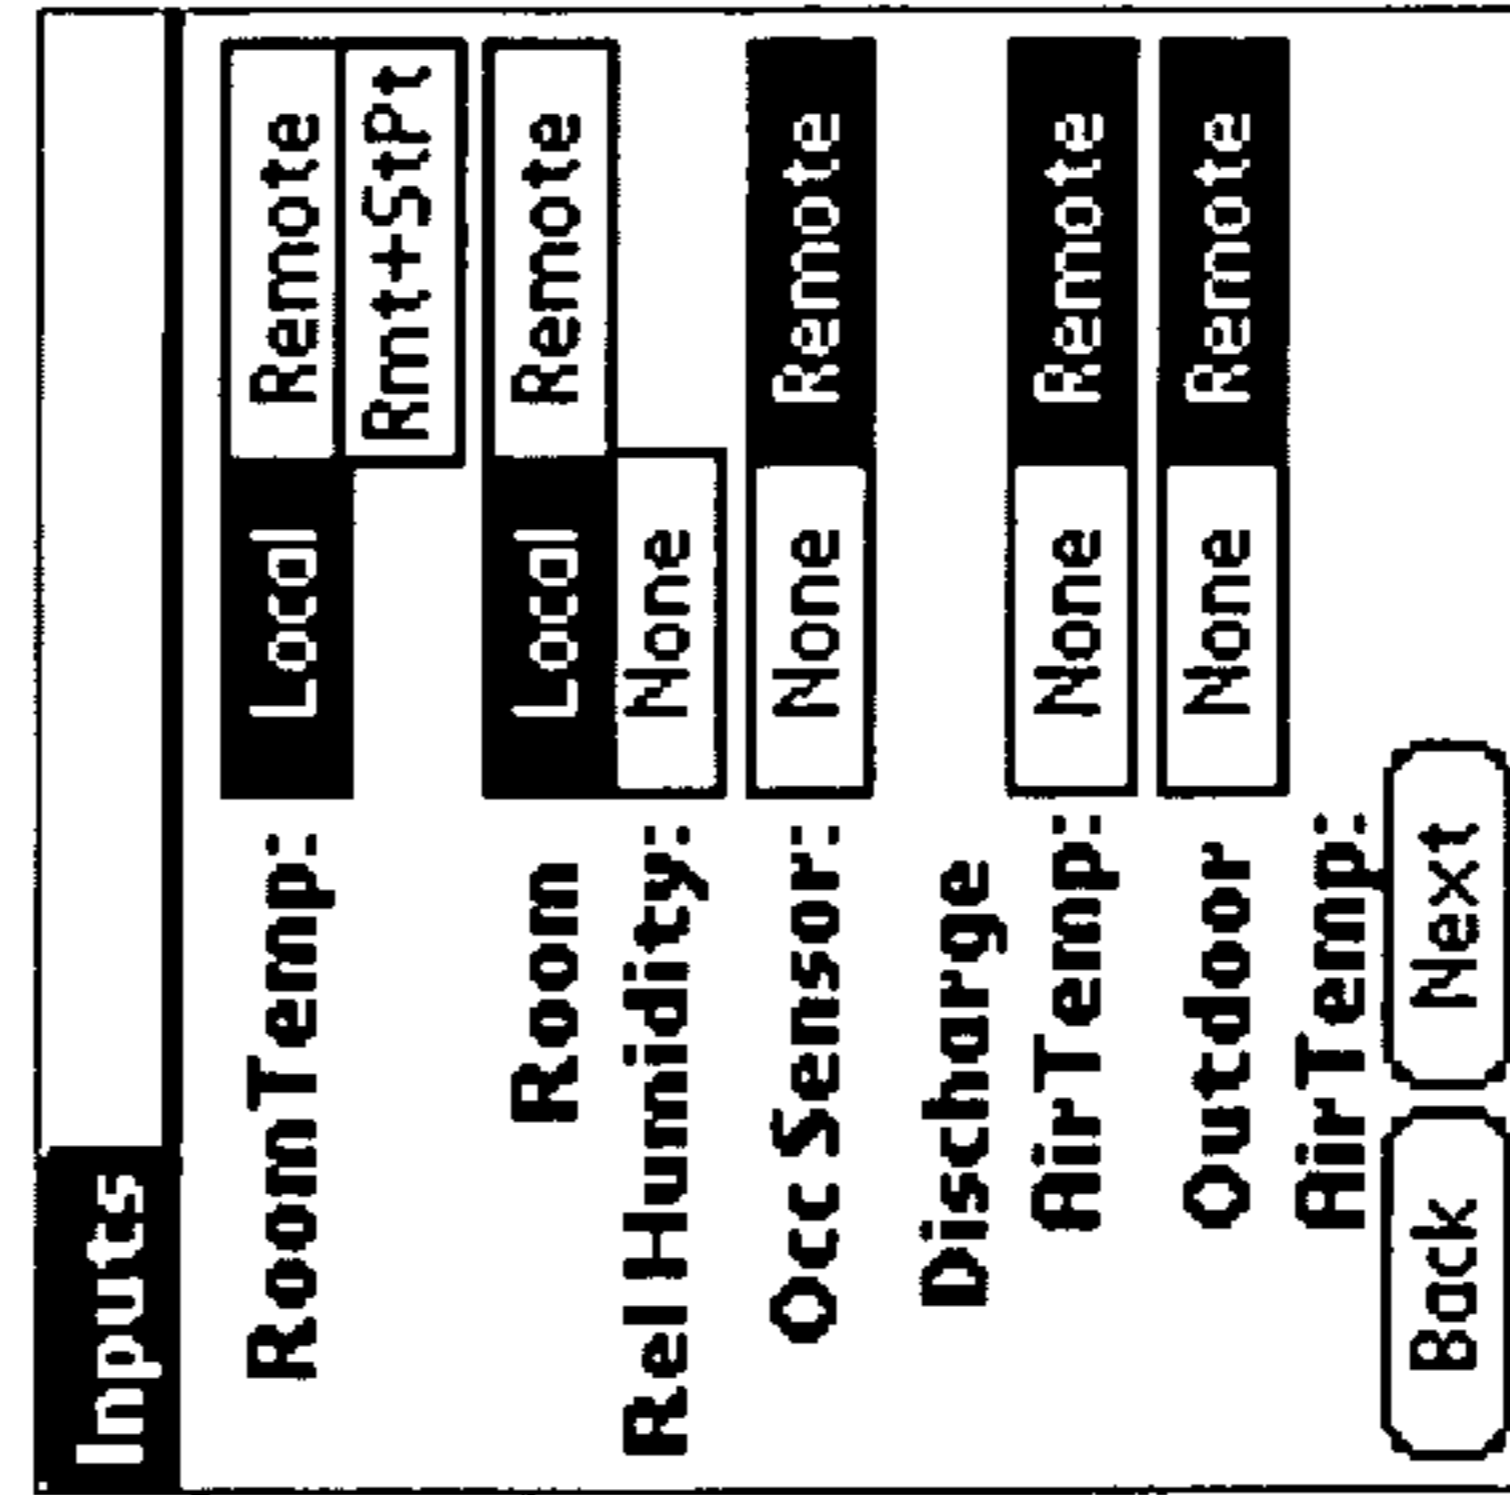 Inputs
Room Temp: Local Remote
Rmt+StPt
Room Local Remote
Rel Humidity: None
Occ Sensor: None Remote
Discharge
Air Temp: None Remote
Outdoor None Remote
Air Temp:
Back Next